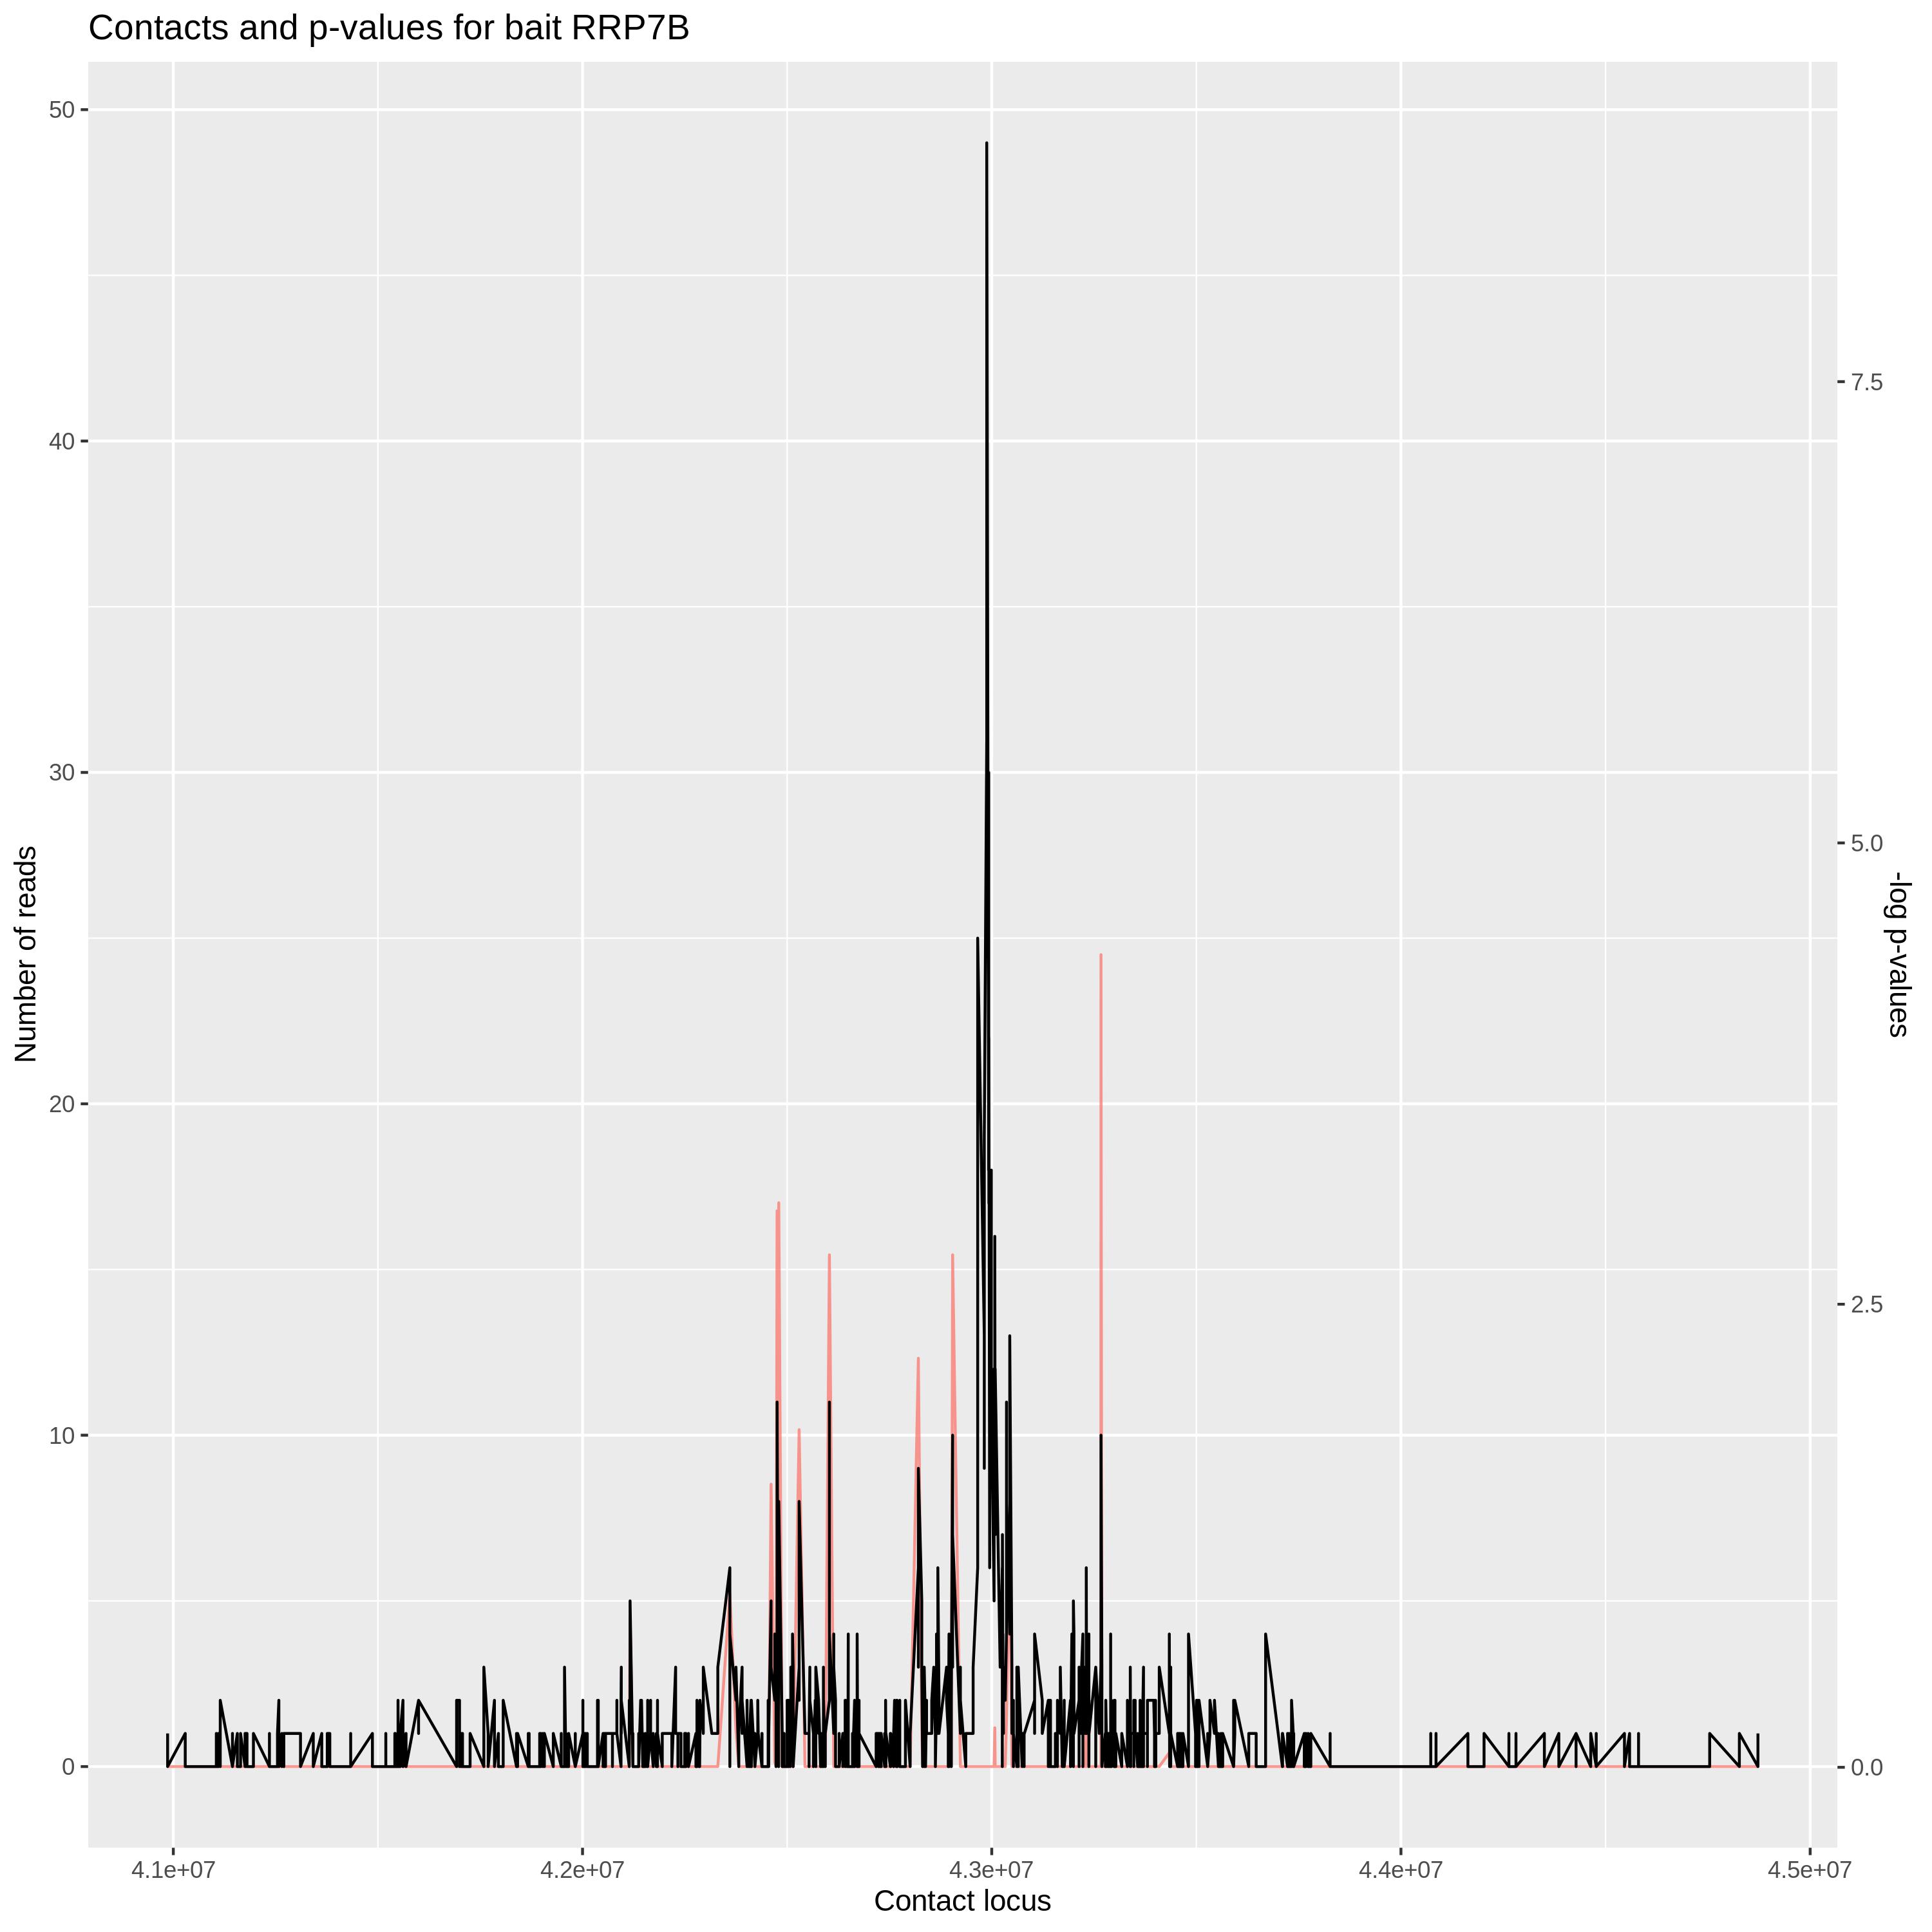 Contacts and p-values for bait RRP7B
50
40
30
20
10
0
Number of reads
7.5
5.0
2.5
0.0
-log p-values
4.1e+07
4.2e+07
4.3e+07
4.4e+07
4.5e+07
Contact locus